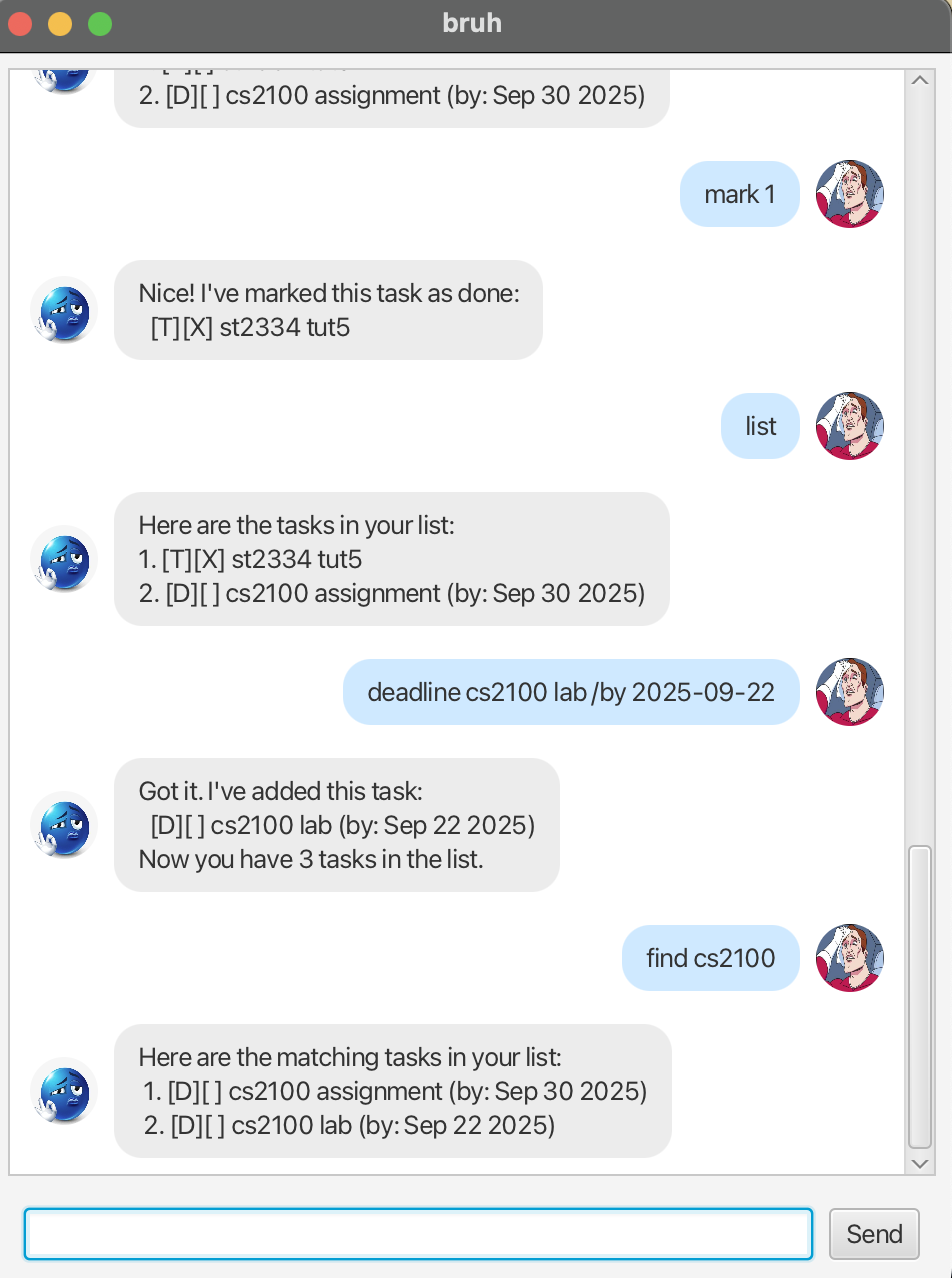 bruh
2. [D][ ] cs2100 assignment (by: Sep 30 2025)
mark 1
Nice! I've marked this task as done:
[T][X] st2334 tut5
list
Here are the tasks in your list:
1. [T][X] st2334 tut5
2. [D][ ] cs2100 assignment (by: Sep 30 2025)
deadline cs2100 lab /by 2025-09-22
Got it. I've added this task:
[D][ ] cs2100 lab (by: Sep 22 2025)
Now you have 3 tasks in the list.
find cs2100
Here are the matching tasks in your list:
1. [D][ ] cs2100 assignment (by: Sep 30 2025)
2. [D][ ] cs2100 lab (by: Sep 22 2025)
Send